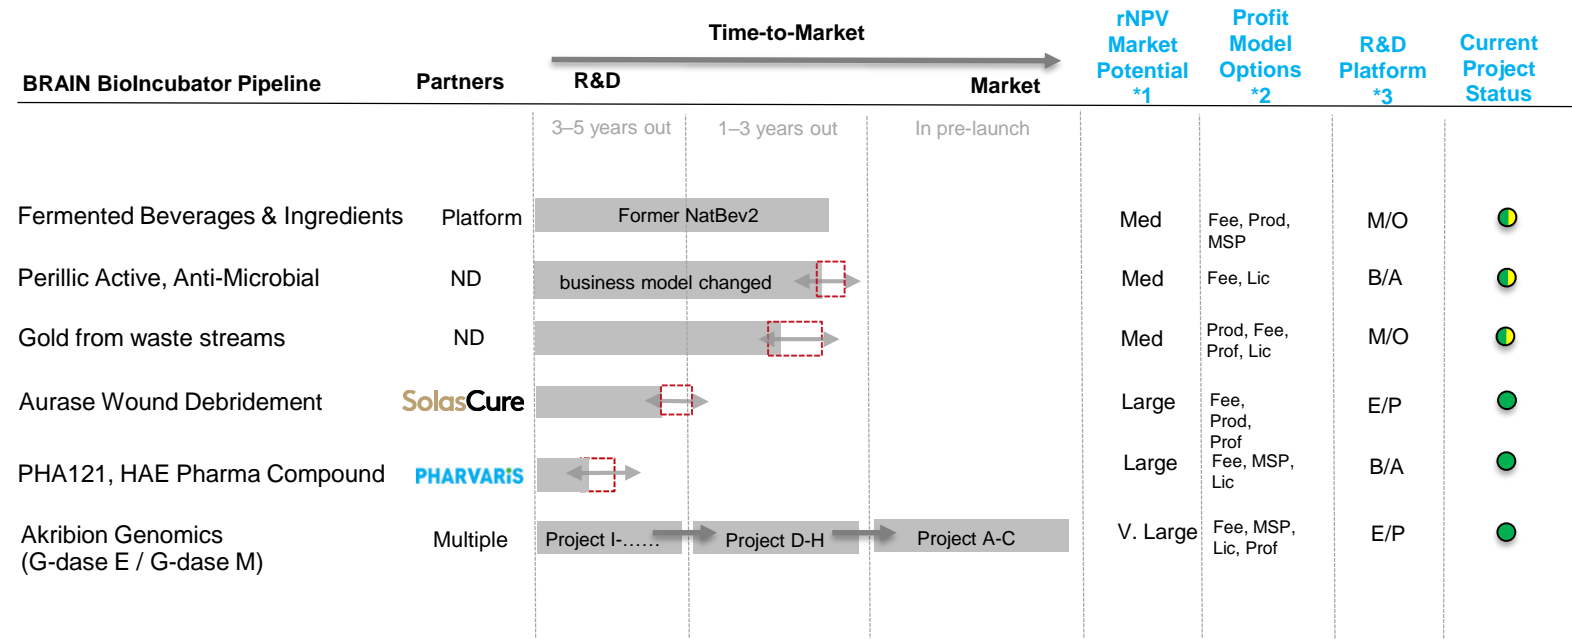 Time-to-Market
rNPV
Market
Potential
*1
Profit
Model
Options
*2
R&D
Platform
*3
Current
Project
Status
BRAIN BioIncubator Pipeline
Partners
R&D
Market
3–5 years out
1–3 years out
In pre-launch
Fermented Beverages & Ingredients
Platform
Former NatBev2
Med
Fee, Prod,
MSP
M/O
Perillic Active, Anti-Microbial
ND
business model changed
Med
Fee, Lic
B/A
Gold from waste streams
ND
Med
Prod, Fee,
Prof, Lic
M/O
Aurase Wound Debridement
SolasCure
Large
Fee,
Prod,
Prof
E/P
PHA121, HAE Pharma Compound
PHARVARiS
Large
Fee, MSP,
Lic
B/A
Akribion Genomics
(G-dase E / G-dase M)
Multiple
Project I-......
Project D-H
Project A-C
V. Large
Fee, MSP,
Lic, Prof
E/P